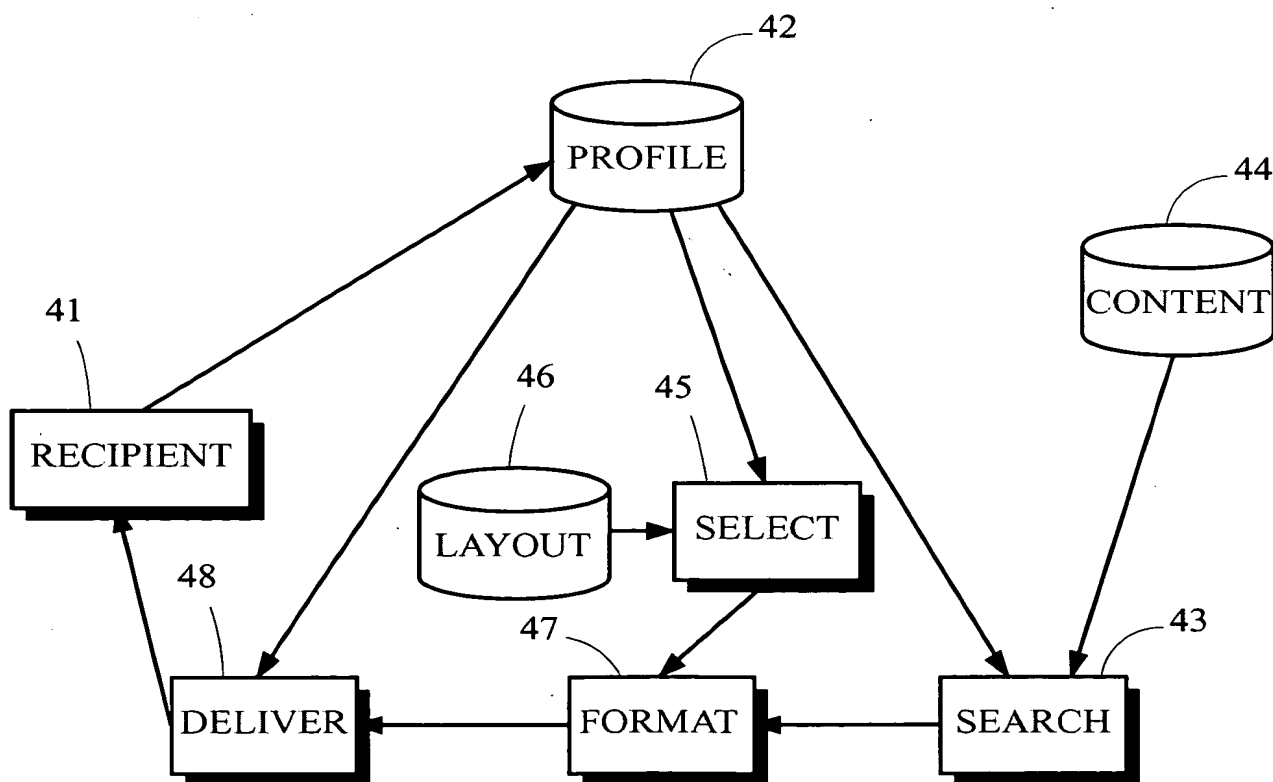 42
PROFILE
44
CONTENT
41
RECIPIENT
46
45
LAYOUT
SELECT
48
47
43
DELIVER
FORMAT
SEARCH